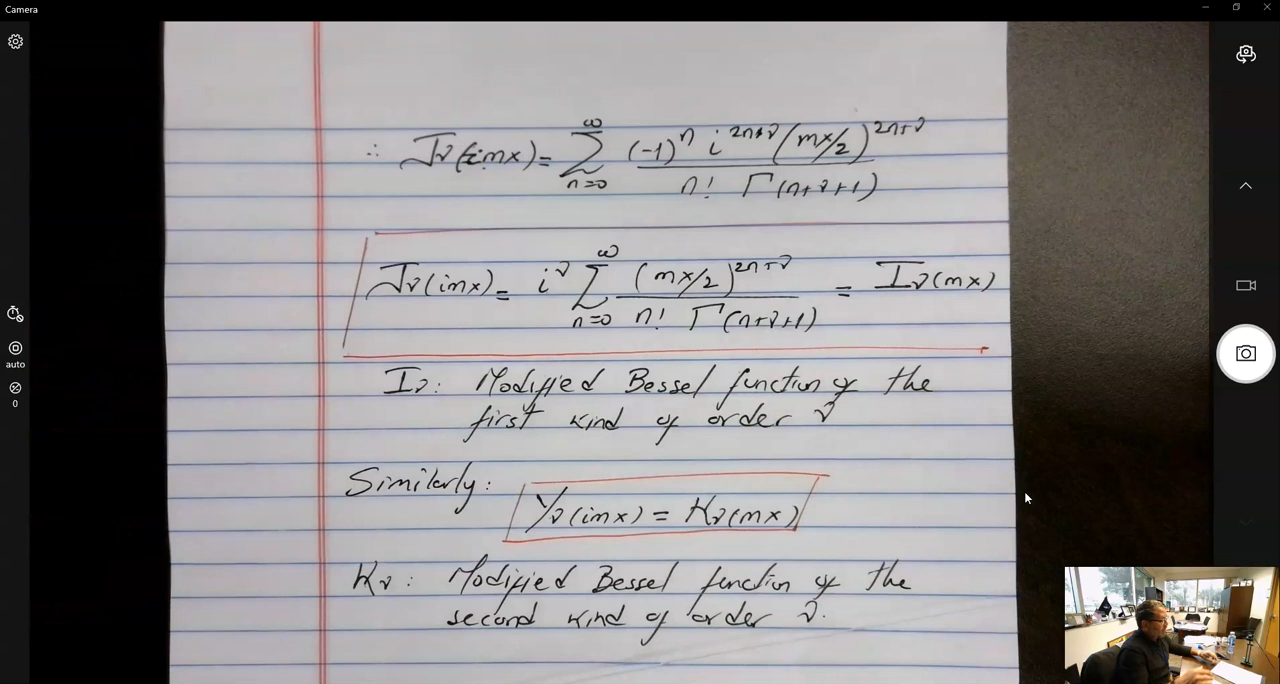 Camera
∴ Jν(imx) = ∑_{n=0}^{∞} (-1)^n i^{2n+ν} (mx/2)^{2n+ν} / n! Γ(n+ν+1)
Jν(imx) = i^ν ∑_{n=0}^{∞} (mx/2)^{2n+ν} / n! Γ(n+ν+1) = Iν(mx)
Iν: Modified Bessel function of the
first kind of order ν
Similarly:
Yν(imx) = Kν(mx)
Kν: Modified Bessel function of the
second kind of order ν.
auto
0